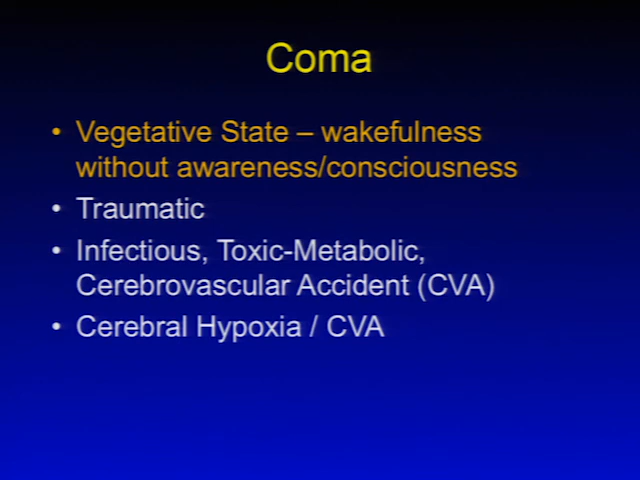 Coma
• Vegetative State – wakefulness
without awareness/consciousness
• Traumatic
• Infectious, Toxic-Metabolic,
Cerebrovascular Accident (CVA)
• Cerebral Hypoxia / CVA